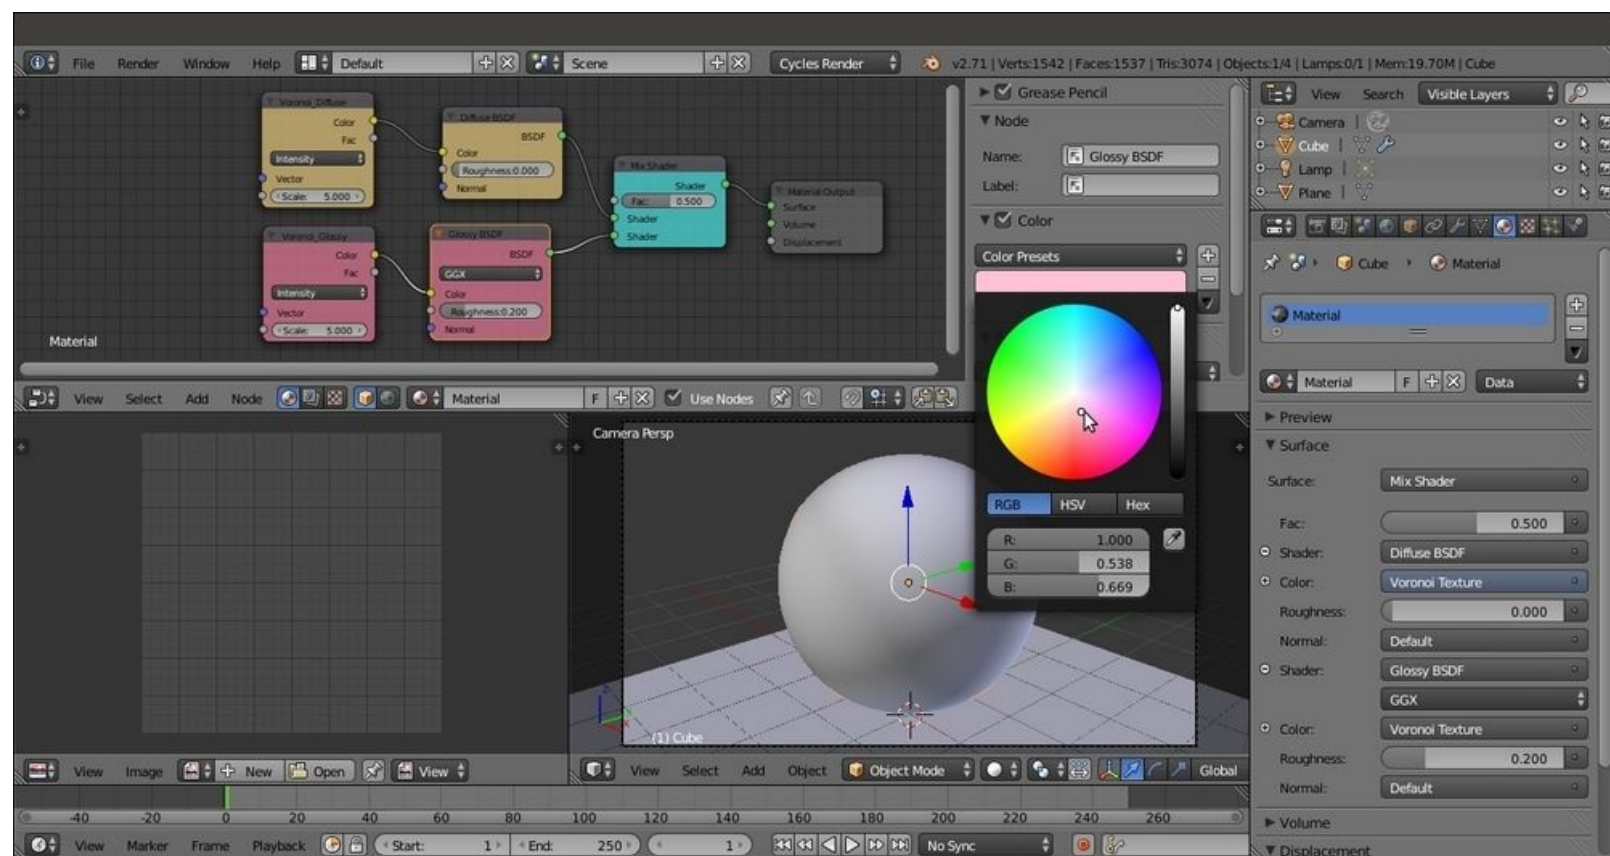 File Render Window Help Default Scene Cycles Render v2.71 | Verts:1542 | Faces:1537 | Tris:3074 | Objects:1/4 | Lamps:0/1 | Mem:19.70M | Cube
Voronoi_Diffuse
Color
Fac
Intensity
Vector
Scale: 5.000
Diffuse BSDF
BSDF
Color
Roughness:0.000
Normal
Voronoi_Glossy
Color
Fac
Intensity
Vector
Scale: 5.000
Glossy BSDF
BSDF
GGX
Color
Roughness:0.200
Normal
Mix Shader
Shader
Fac: 0.500
Shader
Shader
Material Output
Surface
Volume
Displacement
Material
Grease Pencil
Node
Name: Glossy BSDF
Label:
Color
Color Presets
RGB HSV Hex
R: 1.000
G: 0.538
B: 0.669
View Search Visible Layers
Camera
Cube
Lamp
Plane
Cube Material
Material
Material F Data
Preview
Surface
Surface: Mix Shader
Fac: 0.500
Shader: Diffuse BSDF
Color: Voronoi Texture
Roughness: 0.000
Normal: Default
Shader: Glossy BSDF
GGX
Color: Voronoi Texture
Roughness: 0.200
Normal: Default
Volume
Displacement
View Select Add Node Material F Use Nodes
Camera Persp
(1) Cube
View Image New Open View
View Select Add Object Object Mode Global
-40 -20 0 20 40 60 80 100 120 140 160 180 200 220 240 260
View Marker Frame Playback Start: 1 End: 250 1 No Sync